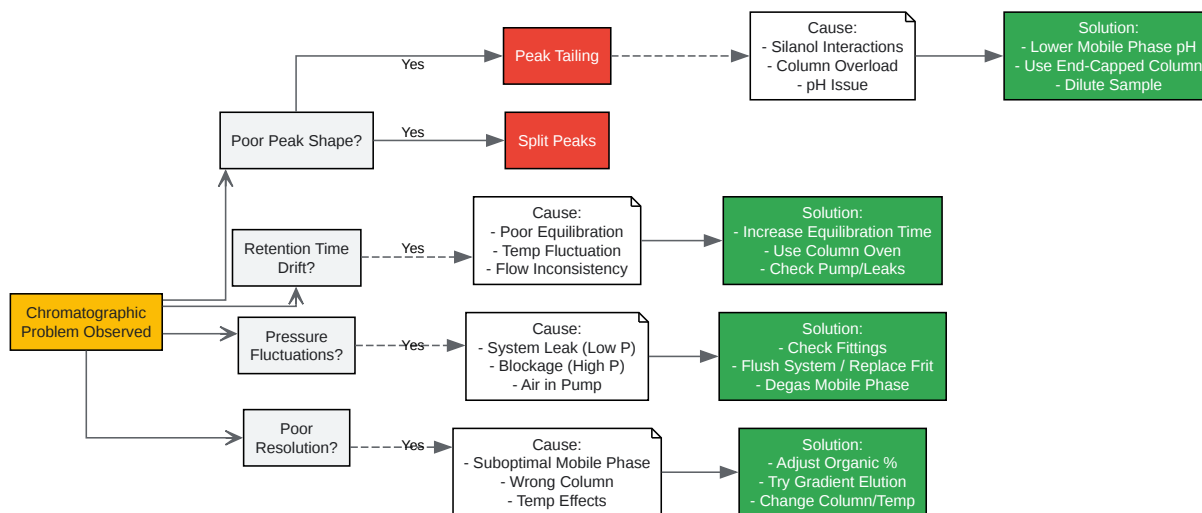 Chromatographic
Problem Observed
Poor Peak Shape?
Yes
Peak Tailing
Cause:
- Silanol Interactions
- Column Overload
- pH Issue
Solution:
- Lower Mobile Phase pH
- Use End-Capped Column
- Dilute Sample
Yes
Split Peaks
Retention Time
Drift?
Yes
Cause:
- Poor Equilibration
- Temp Fluctuation
- Flow Inconsistency
Solution:
- Increase Equilibration Time
- Use Column Oven
- Check Pump/Leaks
Pressure
Fluctuations?
Yes
Cause:
- System Leak (Low P)
- Blockage (High P)
- Air in Pump
Solution:
- Check Fittings
- Flush System / Replace Frit
- Degas Mobile Phase
Poor
Resolution?
Yes
Cause:
- Suboptimal Mobile Phase
- Wrong Column
- Temp Effects
Solution:
- Adjust Organic %
- Try Gradient Elution
- Change Column/Temp